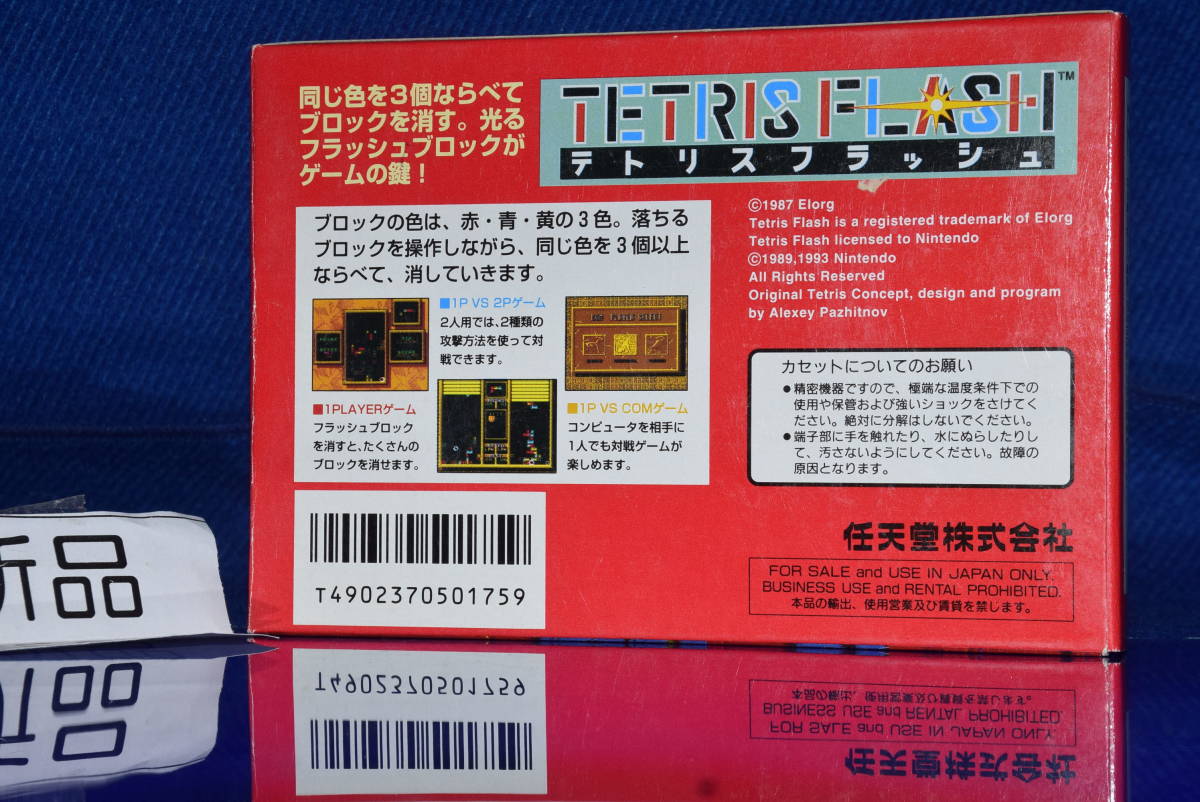 同じ色を3個ならべて
ブロックを消す。光る
フラッシュブロックが
ゲームの鍵！
TETRIS FLASH™
テトリスフラッシュ
ブロックの色は、赤・青・黄の3色。落ちる
ブロックを操作しながら、同じ色を3個以上
ならべて、消していきます。
■1P VS 2Pゲーム
2人用では、2種類の
攻撃方法を使って対
戦できます。
■1PLAYERゲーム
フラッシュブロック
を消すと、たくさんの
ブロックを消せます。
■1P VS COMゲーム
コンピュータを相手に
1人でも対戦ゲームが
楽しめます。
©1987 Elorg
Tetris Flash is a registered trademark of Elorg
Tetris Flash licensed to Nintendo
©1989,1993 Nintendo
All Rights Reserved
Original Tetris Concept, design and program
by Alexey Pazhitnov
カセットについてのお願い
●精密機器ですので、極端な温度条件下での
使用や保管および強いショックをさけてく
ださい。絶対に分解はしないでください。
●端子部に手を触れたり、水にぬらしたりし
て、汚さないようにしてください。故障の
原因となります。
T4902370501759
任天堂株式会社
FOR SALE and USE IN JAPAN ONLY.
BUSINESS USE and RENTAL PROHIBITED.
本品の輸出、使用営業及び賃貸を禁じます。
新品